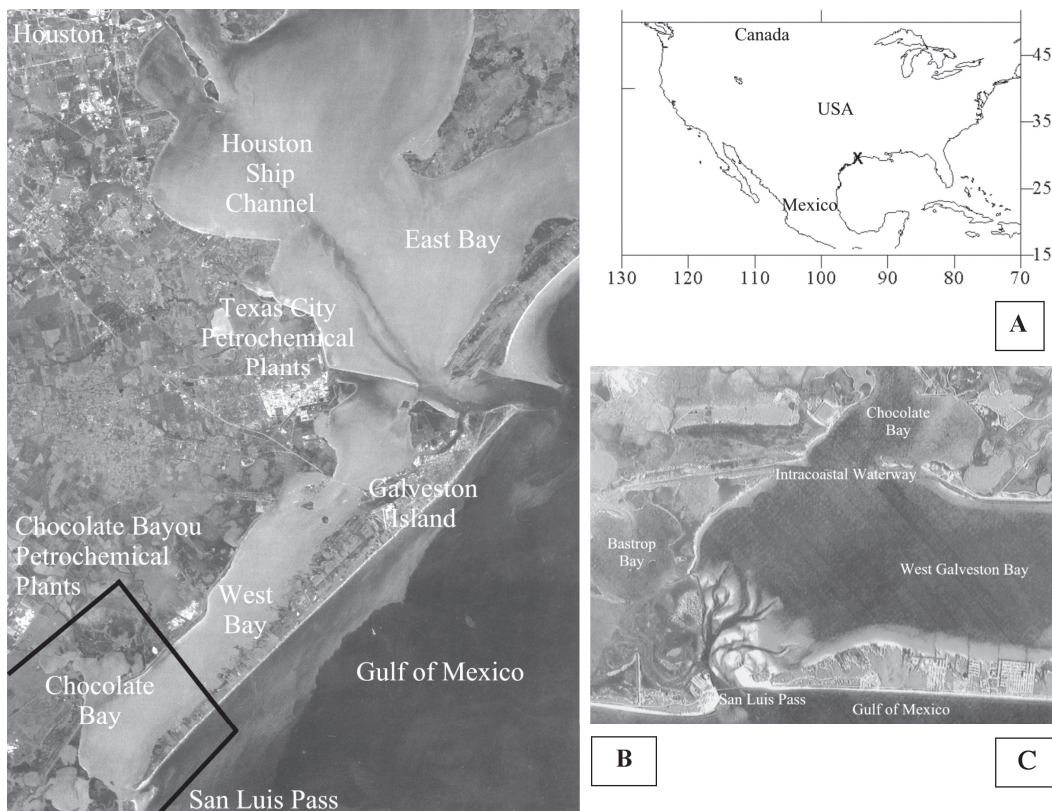 Houston
Houston
Ship
Channel
East Bay
Texas City
Petrochemical
Plants
Galveston
Island
Chocolate Bayou
Petrochemical
Plants
West
Bay
Gulf of Mexico
Chocolate
Bay
San Luis Pass
Canada
USA
Mexico
x
45
35
25
15
130
120
110
100
90
80
70
A
Chocolate
Bay
Intracoastal Waterway
Bastrop
Bay
West Galveston Bay
San Luis Pass
Gulf of Mexico
B
C